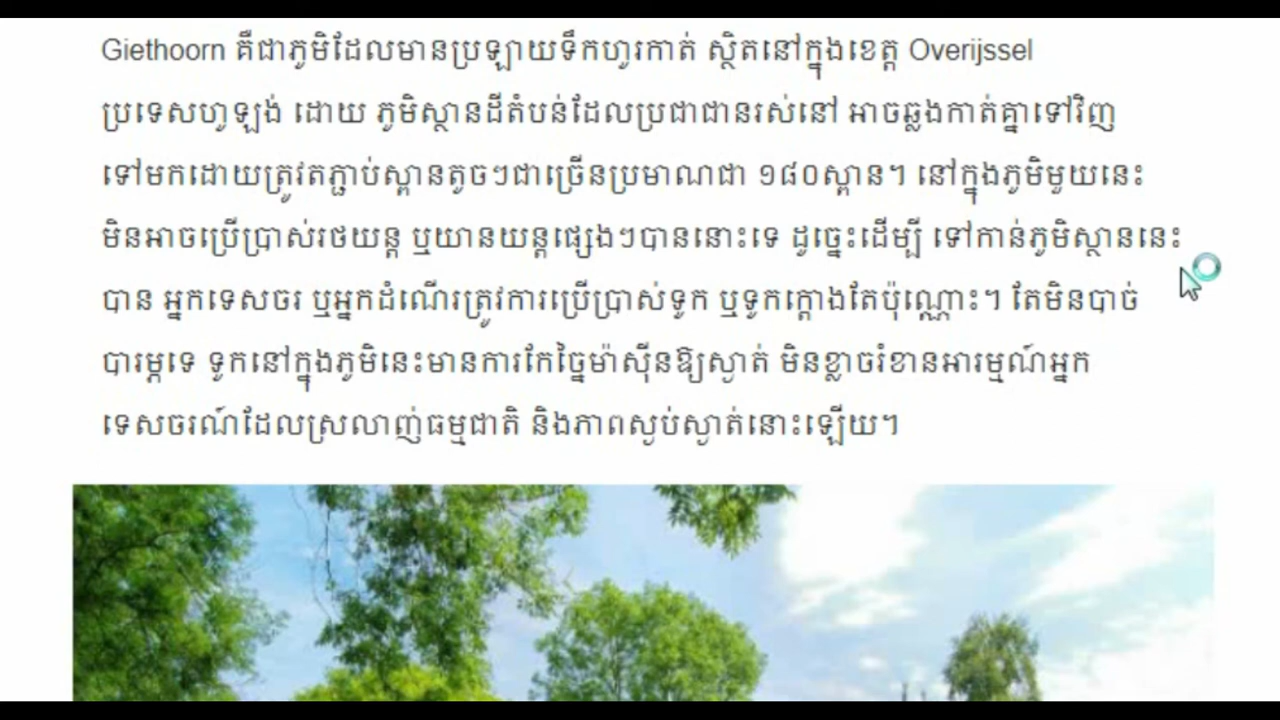 Giethoorn គឺជាភូមិដែលមានប្រឡាយទឹកហូរកាត់ ស្ថិតនៅក្នុងខេត្ត Overijssel
ប្រទេសហូឡង់ ដោយ ភូមិស្ថានដីតំបន់ដែលប្រជាជានរស់នៅ អាចឆ្លងកាត់គ្នាទៅវិញ
ទៅមកដោយត្រូវតភ្ជាប់ស្ពានតូចៗជាច្រើនប្រមាណជា ១៨០ស្ពាន។ នៅក្នុងភូមិមួយនេះ
មិនអាចប្រើប្រាស់រថយន្ត ឬយានយន្តផ្សេងៗបាននោះទេ ដូច្នេះដើម្បី ទៅកាន់ភូមិស្ថាននេះ
បាន អ្នកទេសចរ ឬអ្នកដំណើរត្រូវការប្រើប្រាស់ទូក ឬទូកក្ដោងតែប៉ុណ្ណោះ។ តែមិនបាច់
បារម្ភទេ ទូកនៅក្នុងភូមិនេះមានការកែច្នៃម៉ាស៊ីនឱ្យស្ងាត់ មិនខ្លាចរំខានអារម្មណ៍អ្នក
ទេសចរណ៍ដែលស្រលាញ់ធម្មជាតិ និងភាពស្ងប់ស្ងាត់នោះឡើយ។